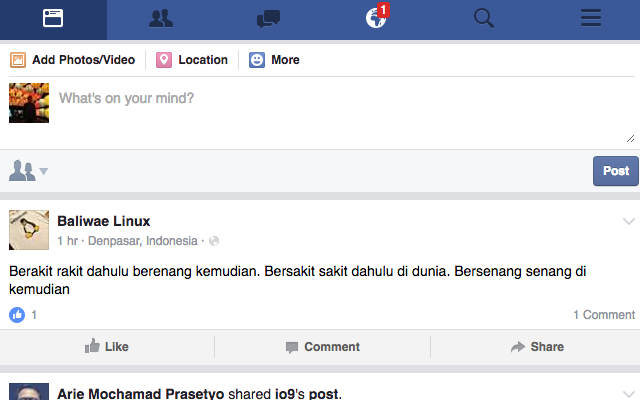 1
Add Photos/Video Location More
What's on your mind?
Post
Baliwae Linux
1 hr · Denpasar, Indonesia ·
Berakit rakit dahulu berenang kemudian. Bersakit sakit dahulu di dunia. Bersenang senang di
kemudian
1 1 Comment
Like Comment Share
Arie Mochamad Prasetyo shared io9's post.